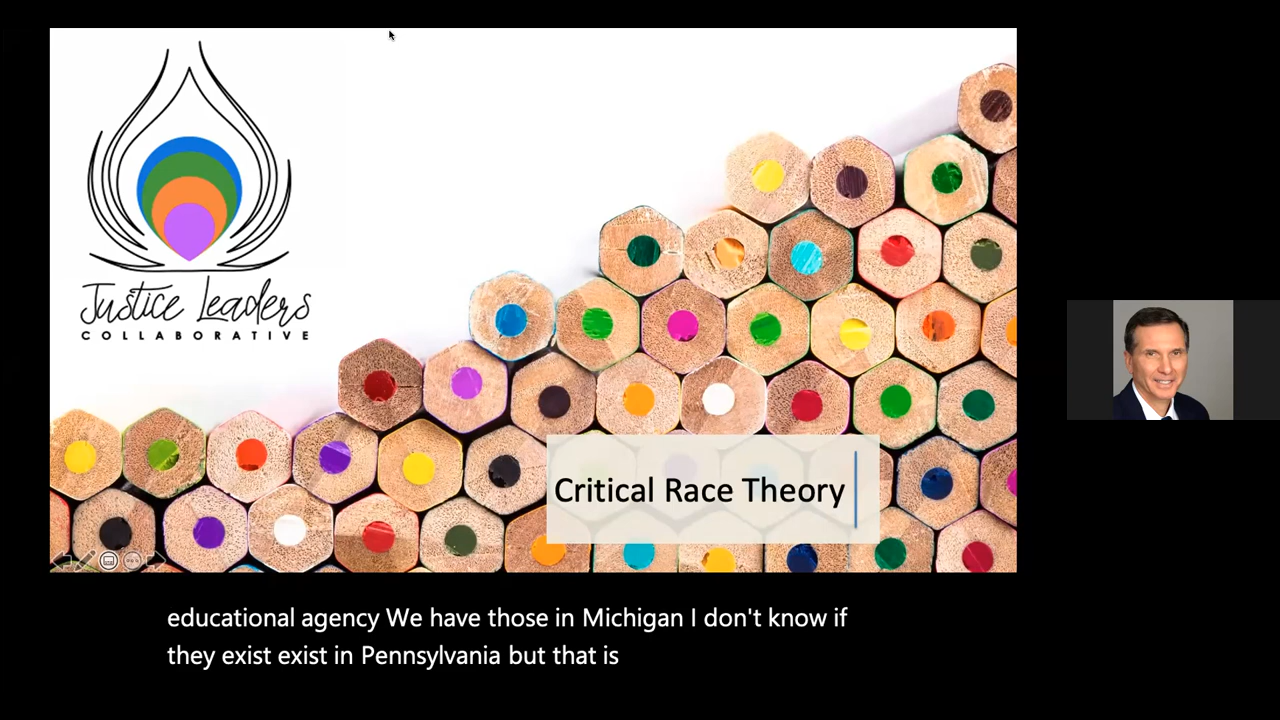 Justice Leaders
COLLABORATIVE
Critical Race Theory
educational agency We have those in Michigan I don't know if
they exist exist in Pennsylvania but that is